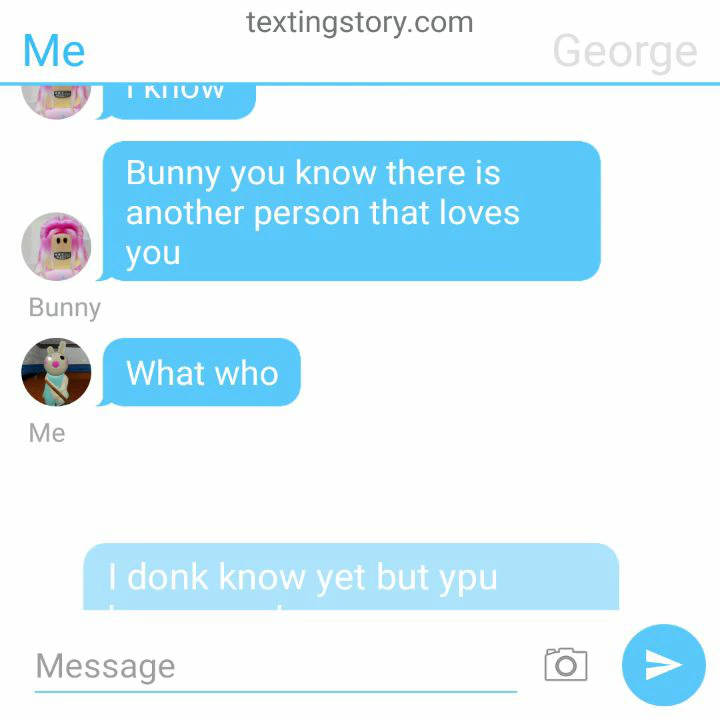 textingstory.com
Me
George
I know
Bunny you know there is
another person that loves
you
Bunny
What who
Me
I donk know yet but ypu
Message